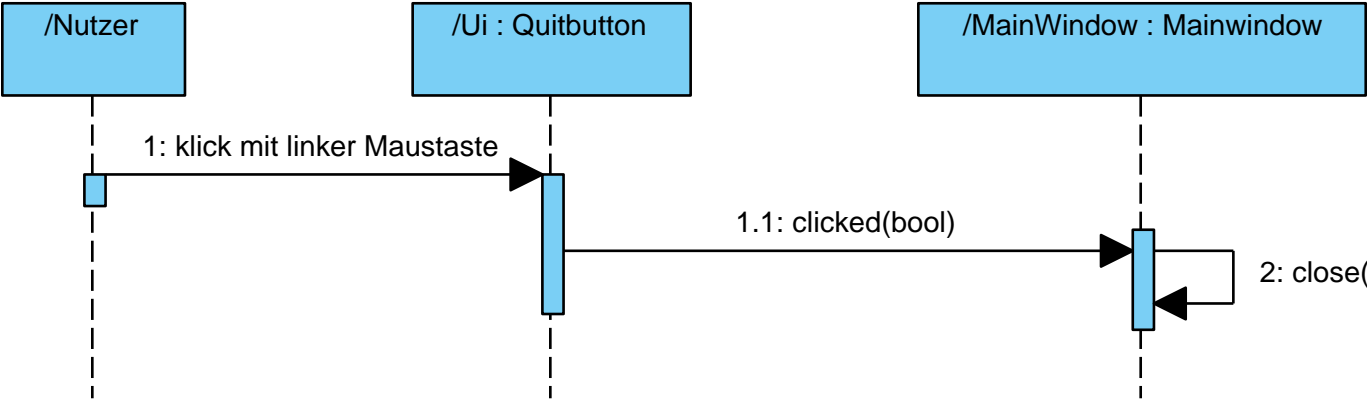 /Nutzer
/Ui : Quitbutton
/MainWindow : Mainwindow
1: klick mit linker Maustaste
1.1: clicked(bool)
2: close(